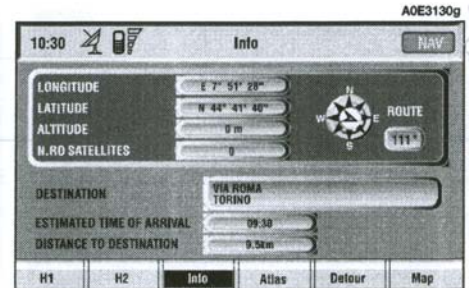 A0E3130g
10:30 Info NAV
LONGITUDE E 7° 51' 28"
LATITUDE N 44° 41' 40"
ALTITUDE 0 m
N.RO SATELLITES 0
N
W E
S
ROUTE
111°
DESTINATION VIA ROMA
TORINO
ESTIMATED TIME OF ARRIVAL 09:38
DISTANCE TO DESTINATION 9.5km
H1 H2 Info Atlas Detour Map